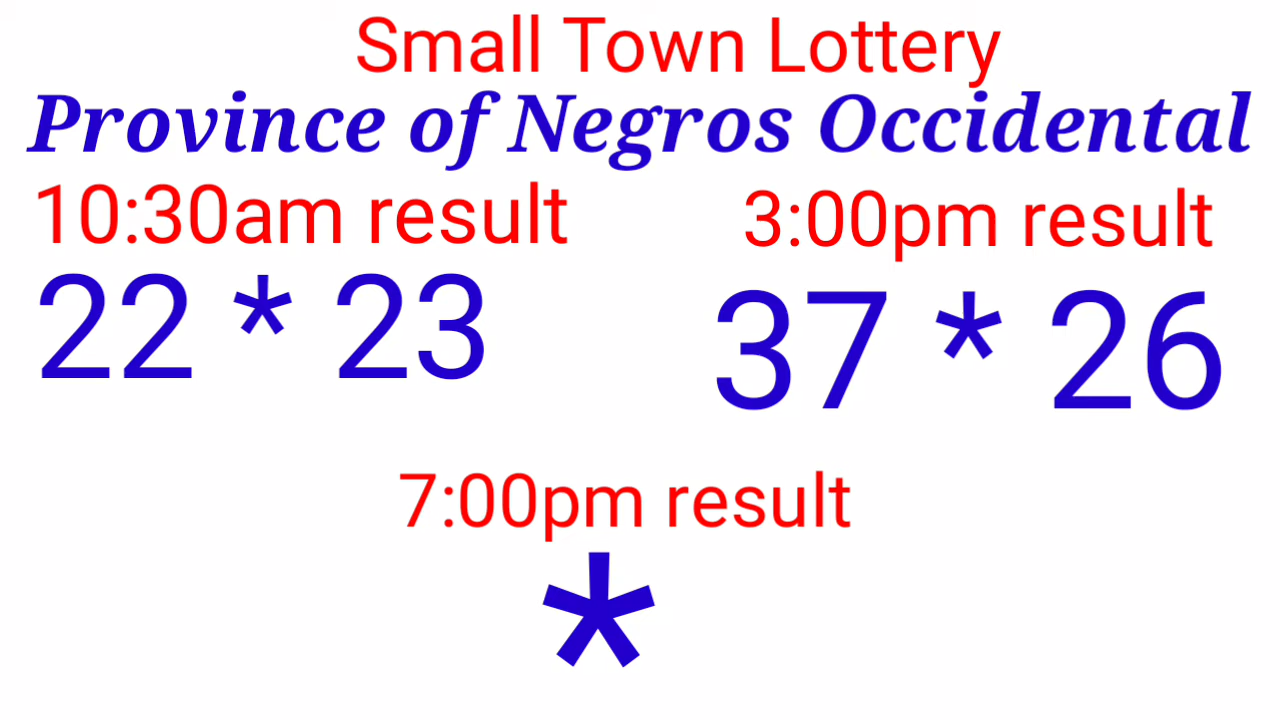 Small Town Lottery
Province of Negros Occidental
10:30am result
22 * 23
3:00pm result
37 * 26
7:00pm result
*